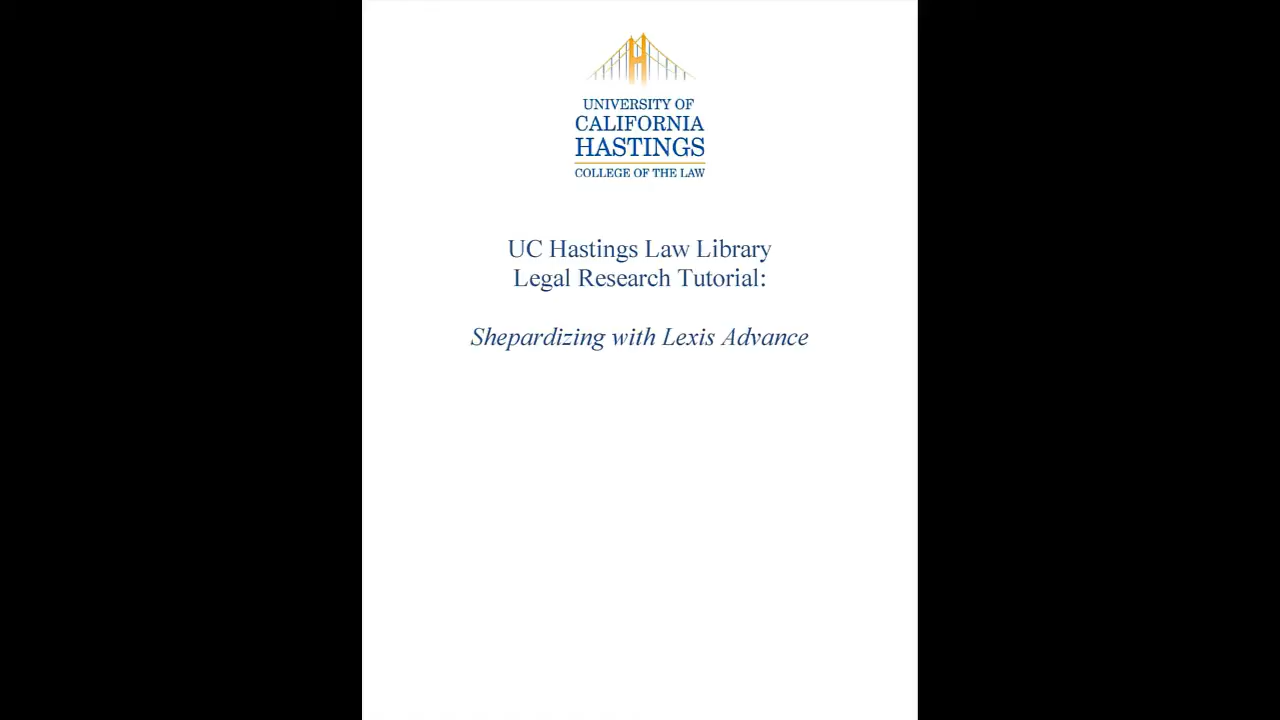 UNIVERSITY OF
CALIFORNIA
HASTINGS
COLLEGE OF THE LAW
UC Hastings Law Library
Legal Research Tutorial:
Shepardizing with Lexis Advance